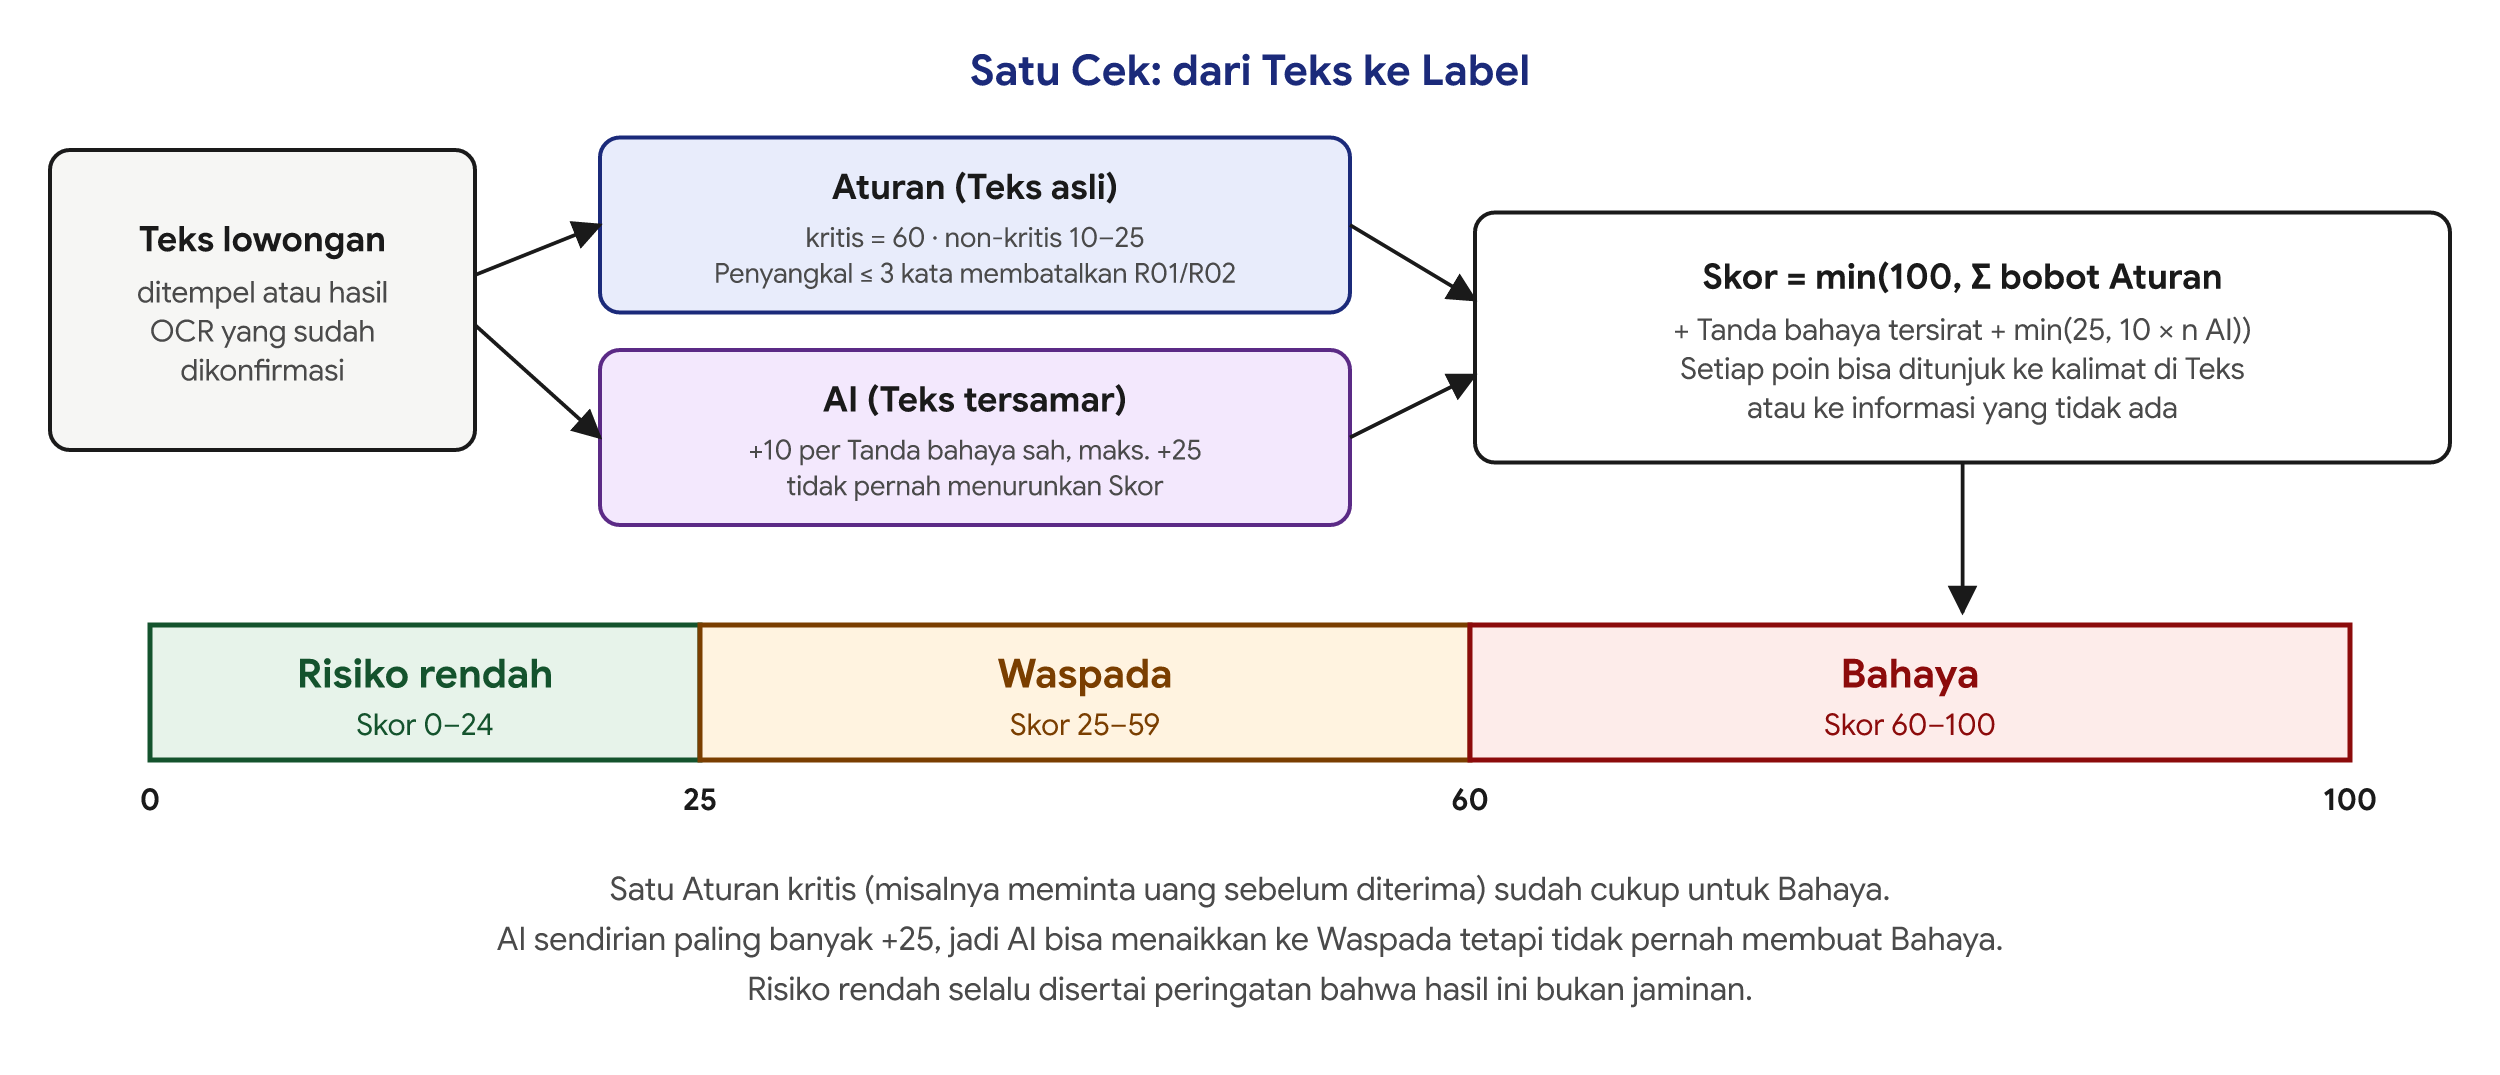 Satu Cek: dari Teks ke Label
Teks lowongan
ditempel atau hasil
OCR yang sudah
dikonfirmasi
Aturan (Teks asli)
kritis = 60 · non-kritis 10–25
Penyangkal ≤ 3 kata membatalkan R01/R02
AI (Teks tersamar)
+10 per Tanda bahaya sah, maks. +25
tidak pernah menurunkan Skor
Skor = min(100, Σ bobot Aturan
+ Tanda bahaya tersirat + min(25, 10 × n AI))
Setiap poin bisa ditunjuk ke kalimat di Teks
atau ke informasi yang tidak ada
Risiko rendah
Skor 0–24
Waspada
Skor 25–59
Bahaya
Skor 60–100
0
25
60
100
Satu Aturan kritis (misalnya meminta uang sebelum diterima) sudah cukup untuk Bahaya.
AI sendirian paling banyak +25, jadi AI bisa menaikkan ke Waspada tetapi tidak pernah membuat Bahaya.
Risiko rendah selalu disertai peringatan bahwa hasil ini bukan jaminan.